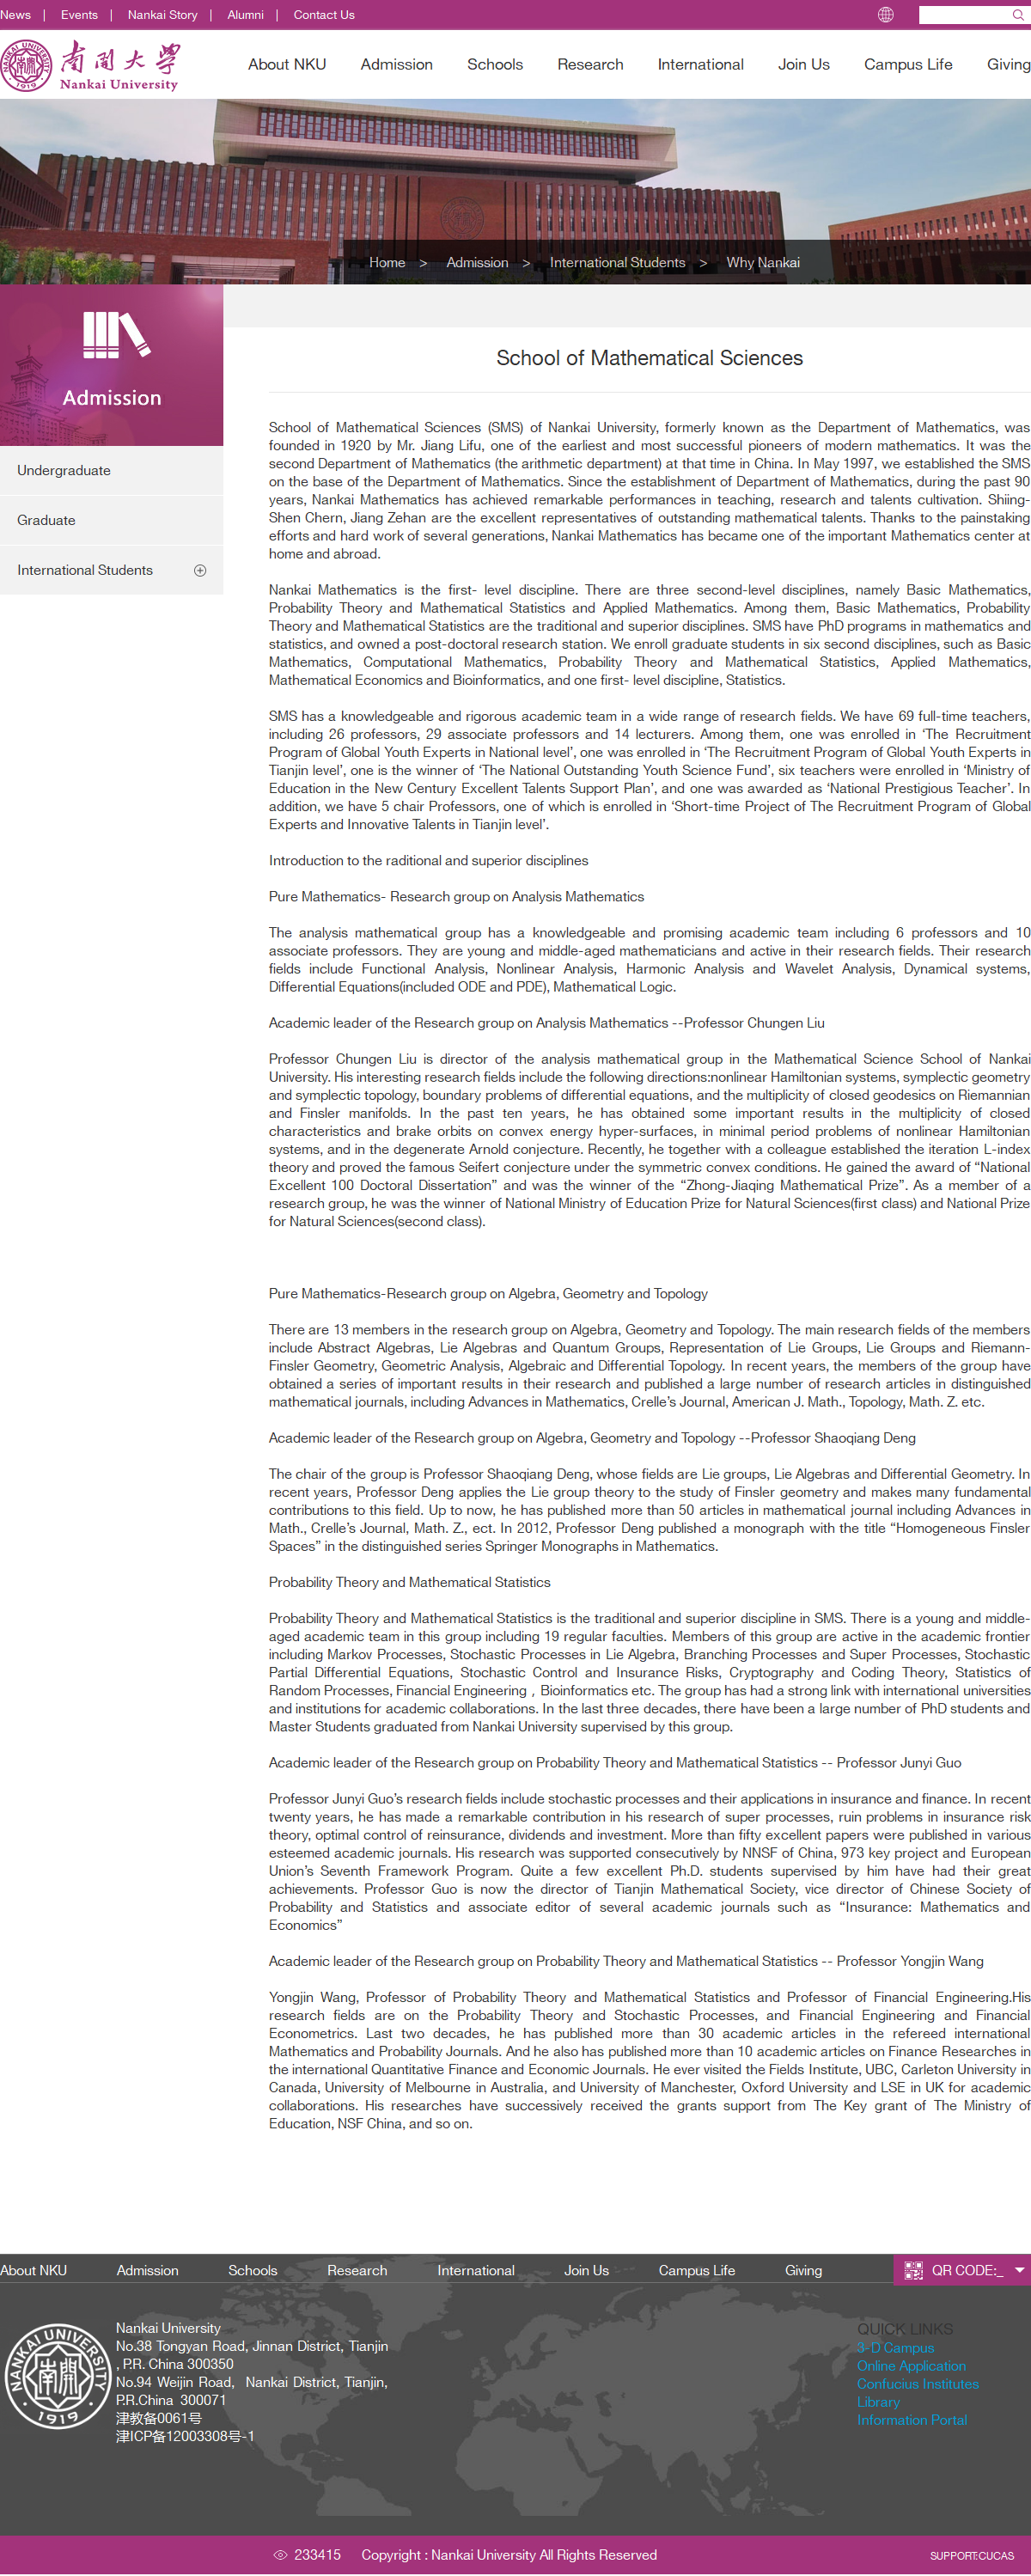 News | Events | Nankai Story | Alumni | Contact Us
南开大学
Nankai University
NANKAI UNIVERSITY
1919
About NKU Admission Schools Research International Join Us Campus Life Giving
Home > Admission > International Students > Why Nankai
Admission
Undergraduate
Graduate
International Students
School of Mathematical Sciences
School of Mathematical Sciences (SMS) of Nankai University, formerly known as the Department of Mathematics, was
founded in 1920 by Mr. Jiang Lifu, one of the earliest and most successful pioneers of modern mathematics. It was the
second Department of Mathematics (the arithmetic department) at that time in China. In May 1997, we established the SMS
on the base of the Department of Mathematics. Since the establishment of Department of Mathematics, during the past 90
years, Nankai Mathematics has achieved remarkable performances in teaching, research and talents cultivation. Shiing-
Shen Chern, Jiang Zehan are the excellent representatives of outstanding mathematical talents. Thanks to the painstaking
efforts and hard work of several generations, Nankai Mathematics has became one of the important Mathematics center at
home and abroad.
Nankai Mathematics is the first- level discipline. There are three second-level disciplines, namely Basic Mathematics,
Probability Theory and Mathematical Statistics and Applied Mathematics. Among them, Basic Mathematics, Probability
Theory and Mathematical Statistics are the traditional and superior disciplines. SMS have PhD programs in mathematics and
statistics, and owned a post-doctoral research station. We enroll graduate students in six second disciplines, such as Basic
Mathematics, Computational Mathematics, Probability Theory and Mathematical Statistics, Applied Mathematics,
Mathematical Economics and Bioinformatics, and one first- level discipline, Statistics.
SMS has a knowledgeable and rigorous academic team in a wide range of research fields. We have 69 full-time teachers,
including 26 professors, 29 associate professors and 14 lecturers. Among them, one was enrolled in ‘The Recruitment
Program of Global Youth Experts in National level’, one was enrolled in ‘The Recruitment Program of Global Youth Experts in
Tianjin level’, one is the winner of ‘The National Outstanding Youth Science Fund’, six teachers were enrolled in ‘Ministry of
Education in the New Century Excellent Talents Support Plan’, and one was awarded as ‘National Prestigious Teacher’. In
addition, we have 5 chair Professors, one of which is enrolled in ‘Short-time Project of The Recruitment Program of Global
Experts and Innovative Talents in Tianjin level’.
Introduction to the raditional and superior disciplines
Pure Mathematics- Research group on Analysis Mathematics
The analysis mathematical group has a knowledgeable and promising academic team including 6 professors and 10
associate professors. They are young and middle-aged mathematicians and active in their research fields. Their research
fields include Functional Analysis, Nonlinear Analysis, Harmonic Analysis and Wavelet Analysis, Dynamical systems,
Differential Equations(included ODE and PDE), Mathematical Logic.
Academic leader of the Research group on Analysis Mathematics --Professor Chungen Liu
Professor Chungen Liu is director of the analysis mathematical group in the Mathematical Science School of Nankai
University. His interesting research fields include the following directions:nonlinear Hamiltonian systems, symplectic geometry
and symplectic topology, boundary problems of differential equations, and the multiplicity of closed geodesics on Riemannian
and Finsler manifolds. In the past ten years, he has obtained some important results in the multiplicity of closed
characteristics and brake orbits on convex energy hyper-surfaces, in minimal period problems of nonlinear Hamiltonian
systems, and in the degenerate Arnold conjecture. Recently, he together with a colleague established the iteration L-index
theory and proved the famous Seifert conjecture under the symmetric convex conditions. He gained the award of “National
Excellent 100 Doctoral Dissertation” and was the winner of the “Zhong-Jiaqing Mathematical Prize”. As a member of a
research group, he was the winner of National Ministry of Education Prize for Natural Sciences(first class) and National Prize
for Natural Sciences(second class).
Pure Mathematics-Research group on Algebra, Geometry and Topology
There are 13 members in the research group on Algebra, Geometry and Topology. The main research fields of the members
include Abstract Algebras, Lie Algebras and Quantum Groups, Representation of Lie Groups, Lie Groups and Riemann-
Finsler Geometry, Geometric Analysis, Algebraic and Differential Topology. In recent years, the members of the group have
obtained a series of important results in their research and published a large number of research articles in distinguished
mathematical journals, including Advances in Mathematics, Crelle’s Journal, American J. Math., Topology, Math. Z. etc.
Academic leader of the Research group on Algebra, Geometry and Topology --Professor Shaoqiang Deng
The chair of the group is Professor Shaoqiang Deng, whose fields are Lie groups, Lie Algebras and Differential Geometry. In
recent years, Professor Deng applies the Lie group theory to the study of Finsler geometry and makes many fundamental
contributions to this field. Up to now, he has published more than 50 articles in mathematical journal including Advances in
Math., Crelle’s Journal, Math. Z., ect. In 2012, Professor Deng published a monograph with the title “Homogeneous Finsler
Spaces” in the distinguished series Springer Monographs in Mathematics.
Probability Theory and Mathematical Statistics
Probability Theory and Mathematical Statistics is the traditional and superior discipline in SMS. There is a young and middle-
aged academic team in this group including 19 regular faculties. Members of this group are active in the academic frontier
including Markov Processes, Stochastic Processes in Lie Algebra, Branching Processes and Super Processes, Stochastic
Partial Differential Equations, Stochastic Control and Insurance Risks, Cryptography and Coding Theory, Statistics of
Random Processes, Financial Engineering，Bioinformatics etc. The group has had a strong link with international universities
and institutions for academic collaborations. In the last three decades, there have been a large number of PhD students and
Master Students graduated from Nankai University supervised by this group.
Academic leader of the Research group on Probability Theory and Mathematical Statistics -- Professor Junyi Guo
Professor Junyi Guo’s research fields include stochastic processes and their applications in insurance and finance. In recent
twenty years, he has made a remarkable contribution in his research of super processes, ruin problems in insurance risk
theory, optimal control of reinsurance, dividends and investment. More than fifty excellent papers were published in various
esteemed academic journals. His research was supported consecutively by NNSF of China, 973 key project and European
Union’s Seventh Framework Program. Quite a few excellent Ph.D. students supervised by him have had their great
achievements. Professor Guo is now the director of Tianjin Mathematical Society, vice director of Chinese Society of
Probability and Statistics and associate editor of several academic journals such as “Insurance: Mathematics and
Economics”
Academic leader of the Research group on Probability Theory and Mathematical Statistics -- Professor Yongjin Wang
Yongjin Wang, Professor of Probability Theory and Mathematical Statistics and Professor of Financial Engineering.His
research fields are on the Probability Theory and Stochastic Processes, and Financial Engineering and Financial
Econometrics. Last two decades, he has published more than 30 academic articles in the refereed international
Mathematics and Probability Journals. And he also has published more than 10 academic articles on Finance Researches in
the international Quantitative Finance and Economic Journals. He ever visited the Fields Institute, UBC, Carleton University in
Canada, University of Melbourne in Australia, and University of Manchester, Oxford University and LSE in UK for academic
collaborations. His researches have successively received the grants support from The Key grant of The Ministry of
Education, NSF China, and so on.
About NKU Admission Schools Research International Join Us Campus Life Giving QR CODE:_
NANKAI UNIVERSITY
1919
Nankai University
No.38 Tongyan Road, Jinnan District, Tianjin
, P.R. China 300350
No.94 Weijin Road, Nankai District, Tianjin,
P.R.China 300071
津教备0061号
津ICP备12003308号-1
QUICK LINKS
3-D Campus
Online Application
Confucius Institutes
Library
Information Portal
233415 Copyright : Nankai University All Rights Reserved
SUPPORT:CUCAS